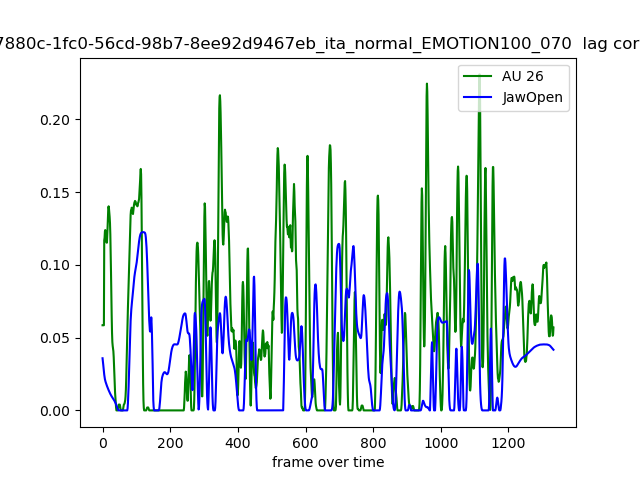 7880c-1fc0-56cd-98b7-8ee92d9467eb_ita_normal_EMOTION100_070 lag cor
AU 26
JawOpen
0.20
0.15
0.10
0.05
0.00
0 200 400 600 800 1000 1200
frame over time